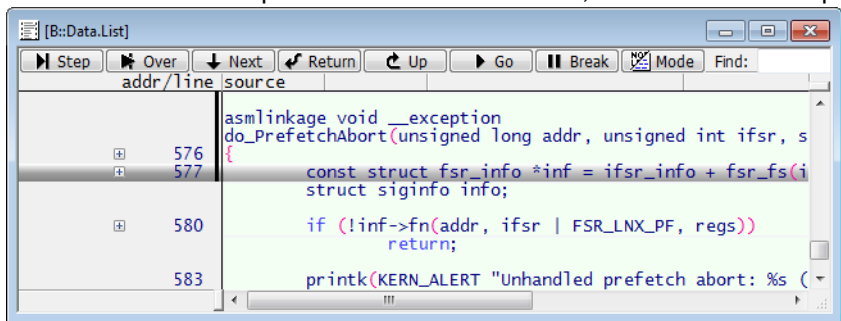 [B::Data.List]
Step Over Next Return Up Go Break Mode Find:
addr/line source
asmlinkage void __exception
do_PrefetchAbort(unsigned long addr, unsigned int ifsr, s
576 {
577 const struct fsr_info *inf = ifsr_info + fsr_fs(i
struct siginfo info;
580 if (!inf->fn(addr, ifsr | FSR_LNX_PF, regs))
return;
583 printk(KERN_ALERT "Unhandled prefetch abort: %s (